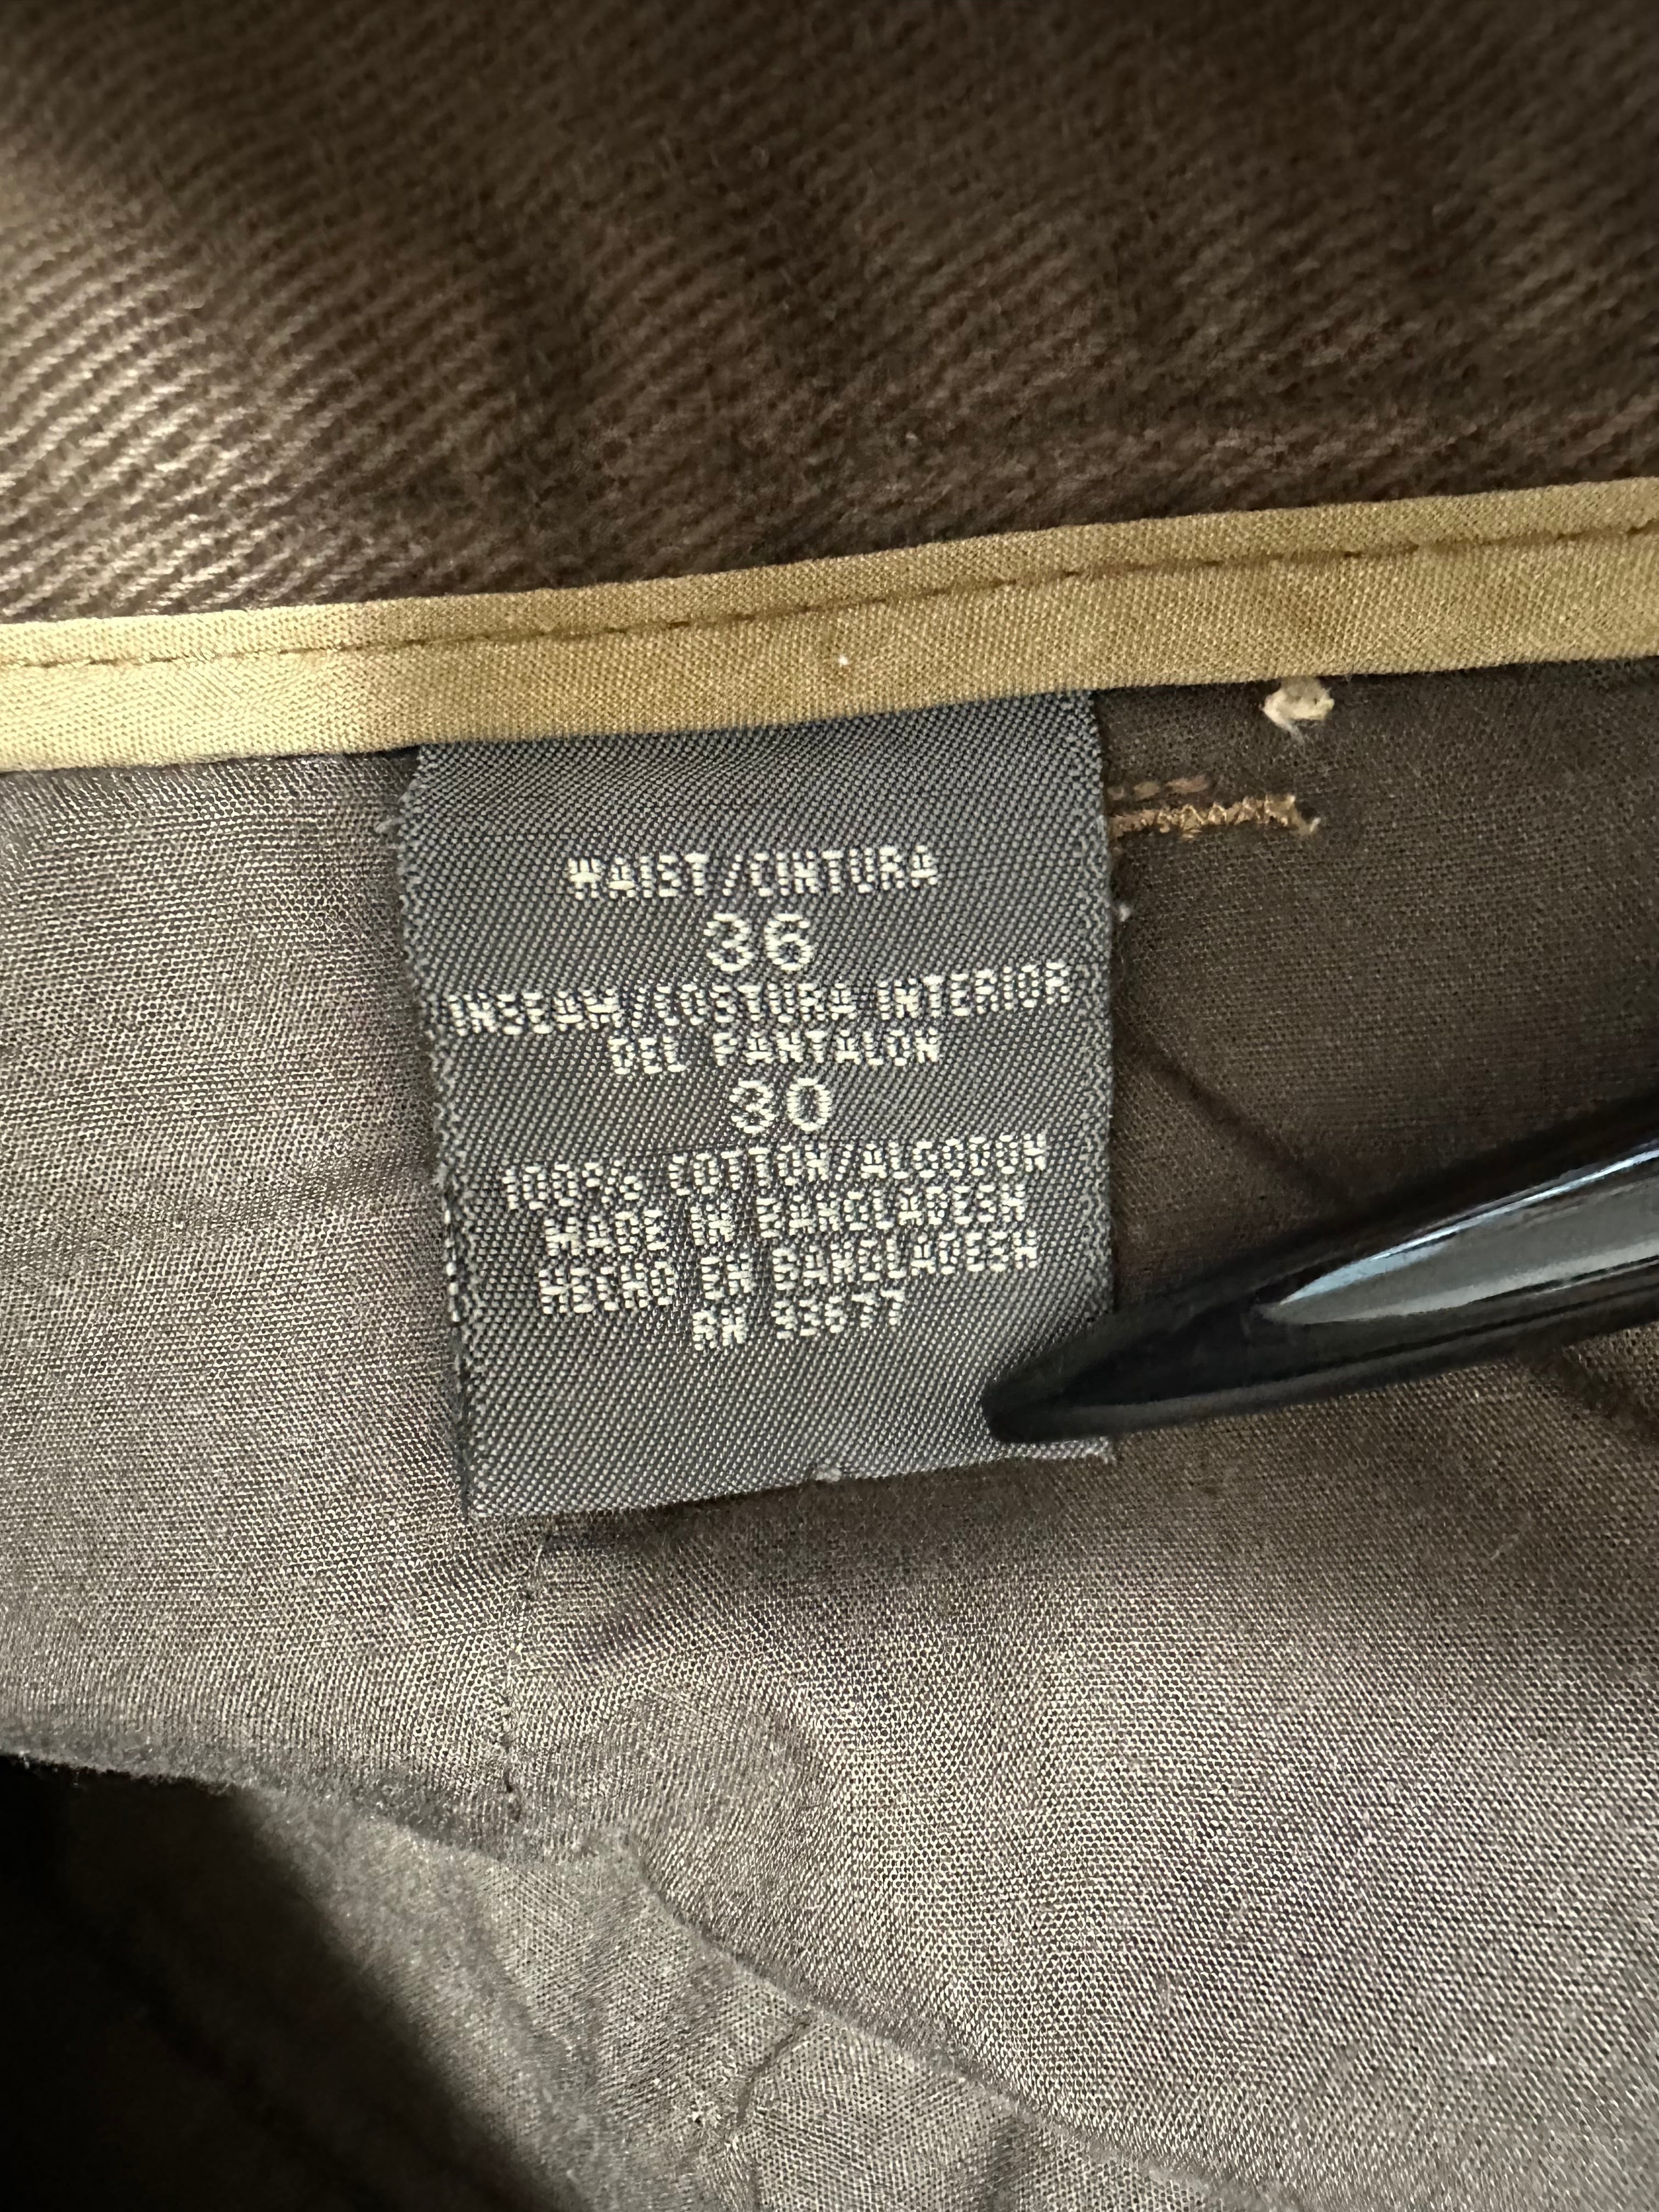 WAIST/CINTURA
36
INSEAM/COSTURA INTERIOR
DEL PANTALON
30
100% COTTON/ALGODON
MADE IN BANGLADESH
HECHO EN BANGLADESH
RN 93677